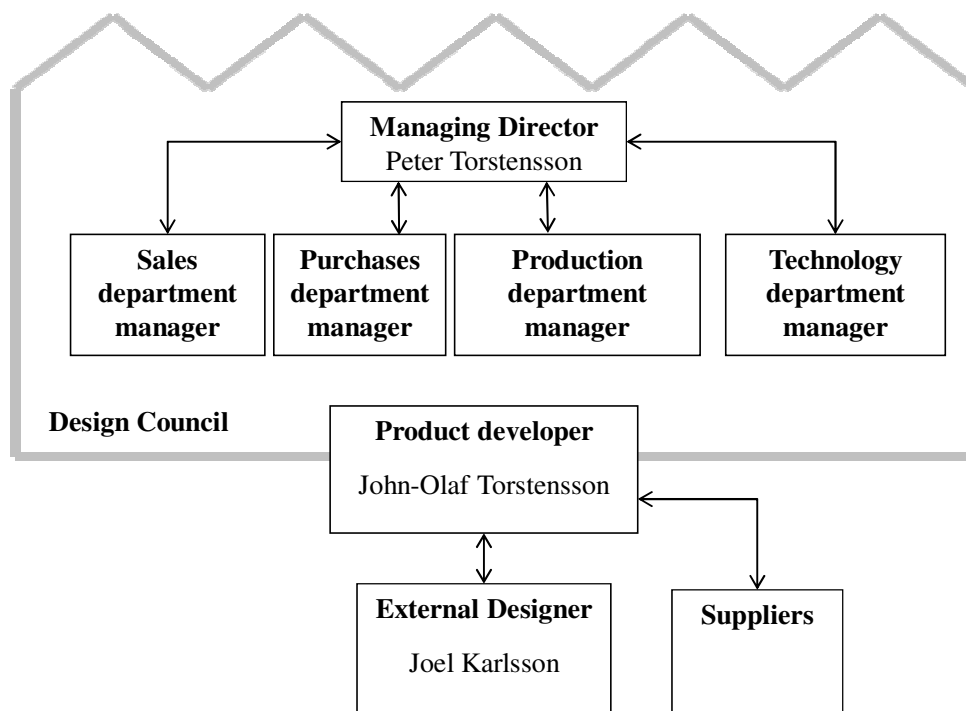 Managing Director
Peter Torstensson
Sales
department
manager
Purchases
department
manager
Production
department
manager
Technology
department
manager
Design Council
Product developer
John-Olaf Torstensson
External Designer
Joel Karlsson
Suppliers